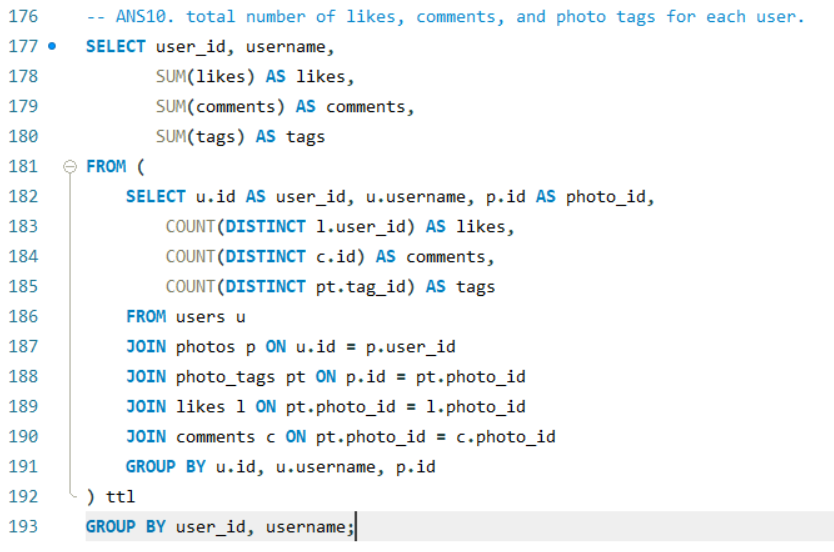 176 -- ANS10. total number of likes, comments, and photo tags for each user.
177 SELECT user_id, username,
178 SUM(likes) AS likes,
179 SUM(comments) AS comments,
180 SUM(tags) AS tags
181 FROM (
182 SELECT u.id AS user_id, u.username, p.id AS photo_id,
183 COUNT(DISTINCT l.user_id) AS likes,
184 COUNT(DISTINCT c.id) AS comments,
185 COUNT(DISTINCT pt.tag_id) AS tags
186 FROM users u
187 JOIN photos p ON u.id = p.user_id
188 JOIN photo_tags pt ON p.id = pt.photo_id
189 JOIN likes l ON pt.photo_id = l.photo_id
190 JOIN comments c ON pt.photo_id = c.photo_id
191 GROUP BY u.id, u.username, p.id
192 ) ttl
193 GROUP BY user_id, username;